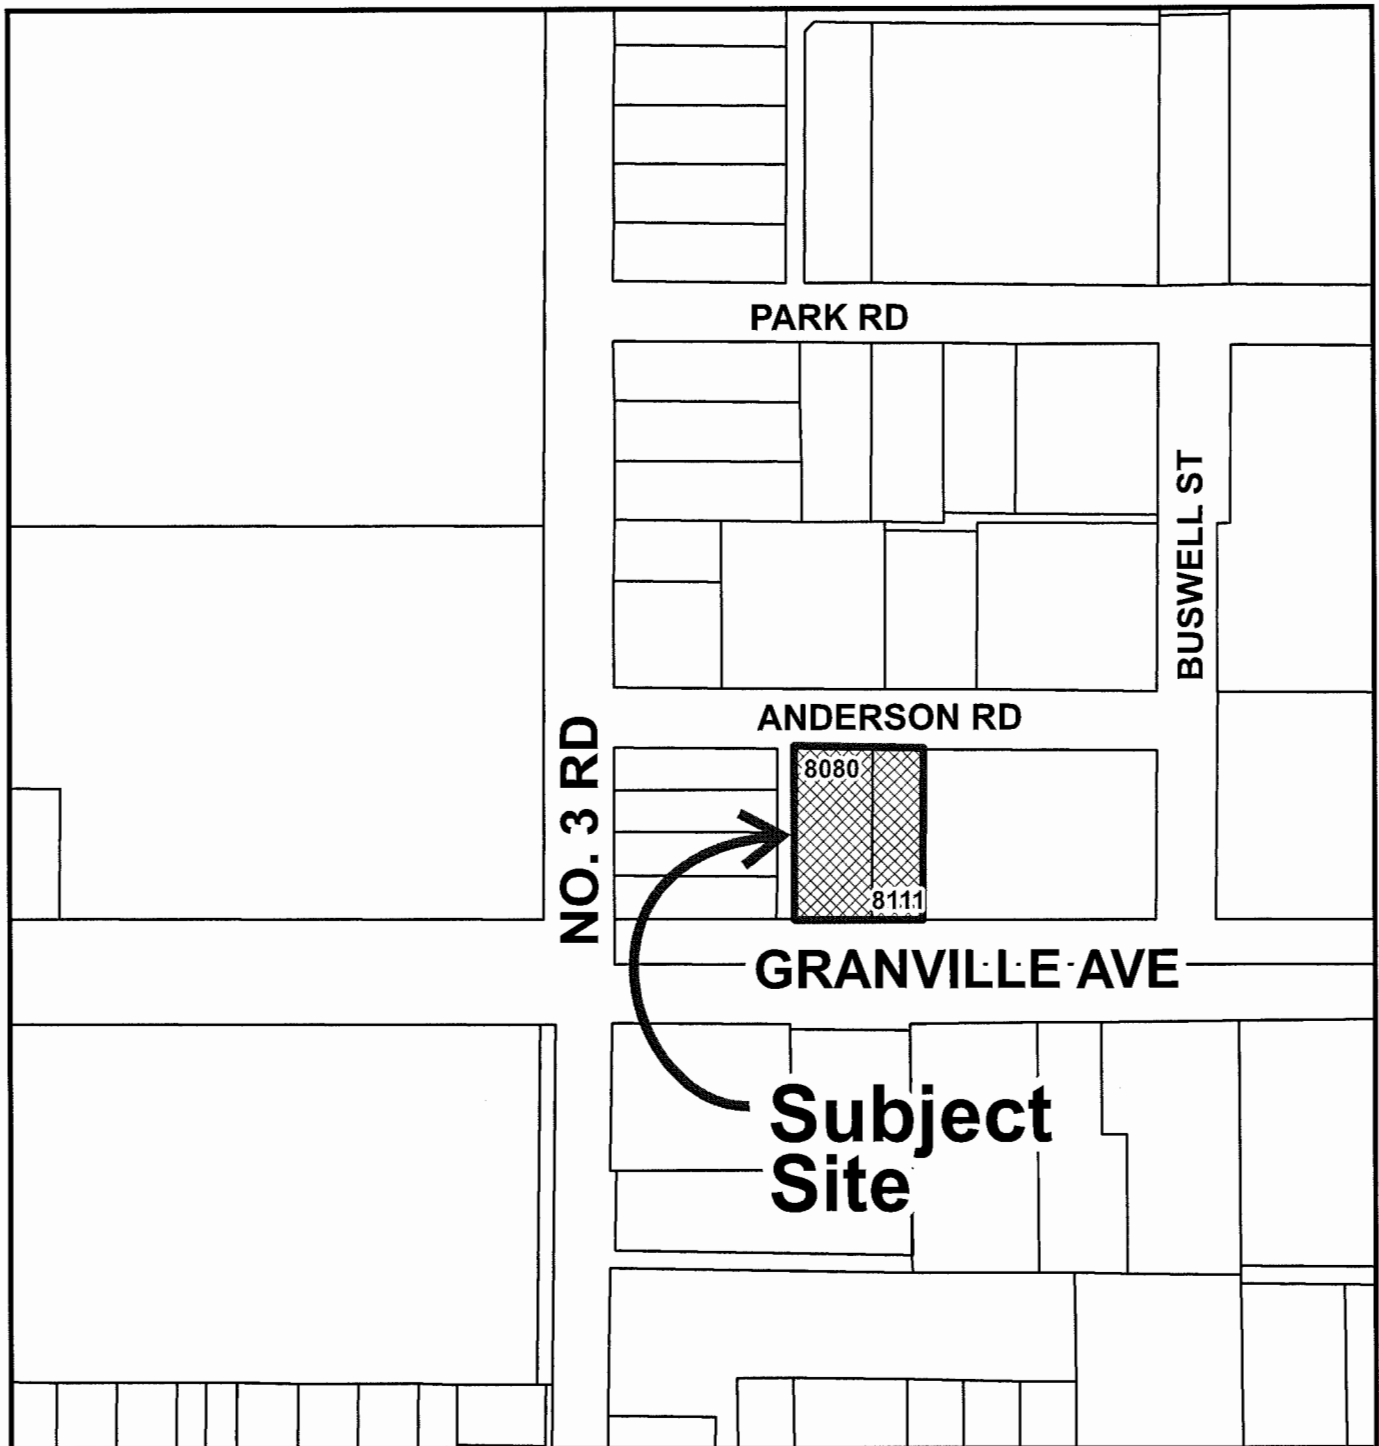 PARK RD
BUSWELL ST
ANDERSON RD
NO. 3 RD
8080
8111
GRANVILLE AVE
Subject
Site